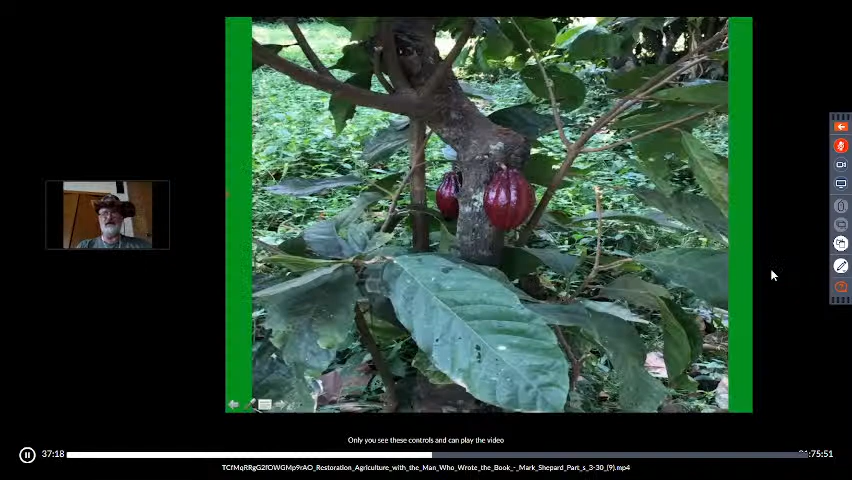 Only you see these controls and can play the video
37:18
75:51
TCfMqRRgG2fOWGMp9rAO_Restoration_Agriculture_with_the_Man_Who_Wrote_the_Book_-_Mark_Shepard_Part_s_3-30_(9).mp4